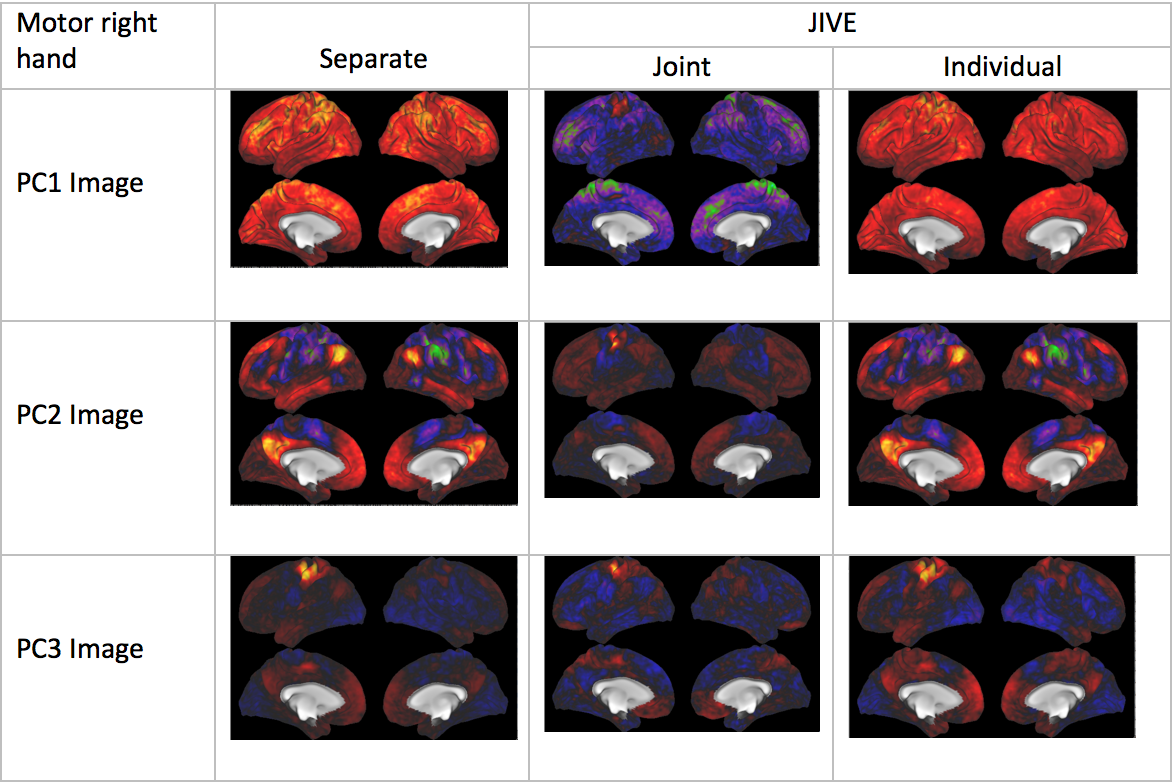 Motor right
hand
Separate
JIVE
Joint
Individual
PC1 Image
PC2 Image
PC3 Image